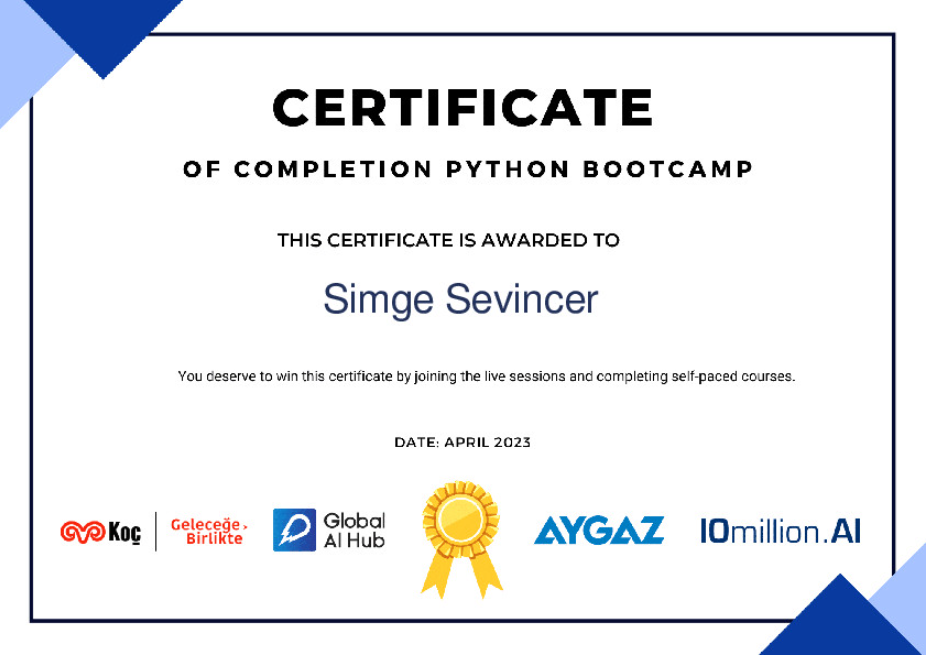 CERTIFICATE
OF COMPLETION PYTHON BOOTCAMP
THIS CERTIFICATE IS AWARDED TO
Simge Sevincer
You deserve to win this certificate by joining the live sessions and completing self-paced courses.
DATE: APRIL 2023
Koç
Geleceğe
Birlikte
Global
AI Hub
AYGAZ
10million.AI